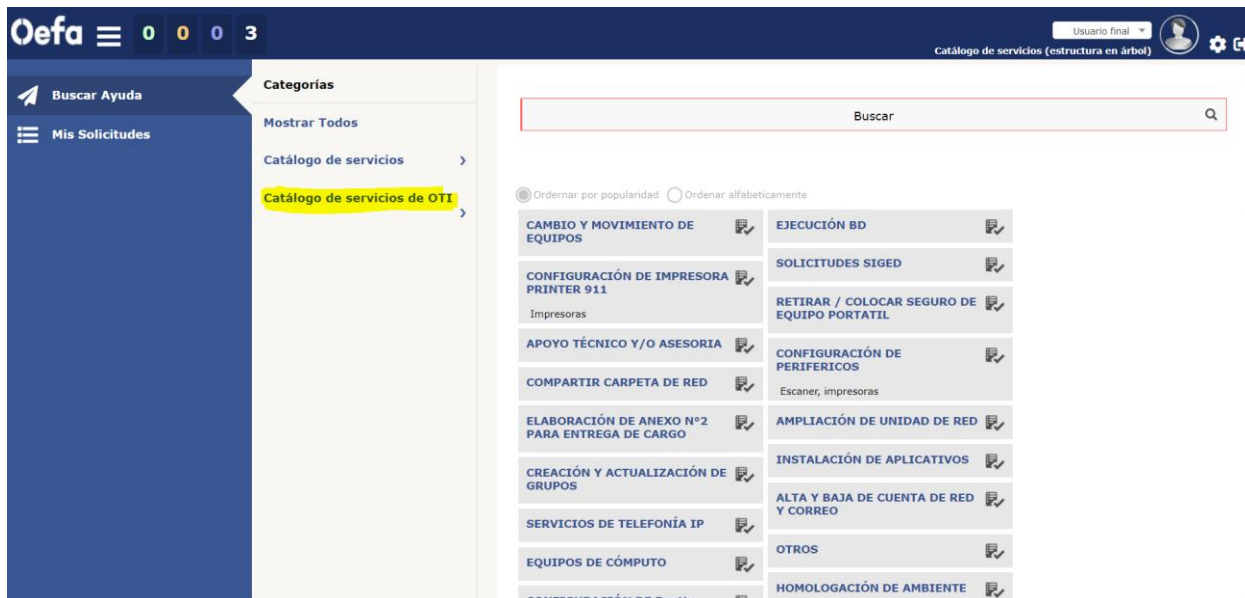 Oefa 0 0 0 3
Usuario final
Catálogo de servicios (estructura en árbol)
Buscar Ayuda
Mis Solicitudes
Categorías
Mostrar Todos
Catálogo de servicios
Catálogo de servicios de OTI
Buscar
Ordernar por popularidad Ordenar alfabeticamente
CAMBIO Y MOVIMIENTO DE
EQUIPOS
CONFIGURACIÓN DE IMPRESORA
PRINTER 911
Impresoras
APOYO TÉCNICO Y/O ASESORIA
COMPARTIR CARPETA DE RED
ELABORACIÓN DE ANEXO Nº2
PARA ENTREGA DE CARGO
CREACIÓN Y ACTUALIZACIÓN DE
GRUPOS
SERVICIOS DE TELEFONÍA IP
EQUIPOS DE CÓMPUTO
EJECUCIÓN BD
SOLICITUDES SIGED
RETIRAR / COLOCAR SEGURO DE
EQUIPO PORTATIL
CONFIGURACIÓN DE
PERIFERICOS
Escaner, impresoras
AMPLIACIÓN DE UNIDAD DE RED
INSTALACIÓN DE APLICATIVOS
ALTA Y BAJA DE CUENTA DE RED
Y CORREO
OTROS
HOMOLOGACIÓN DE AMBIENTE